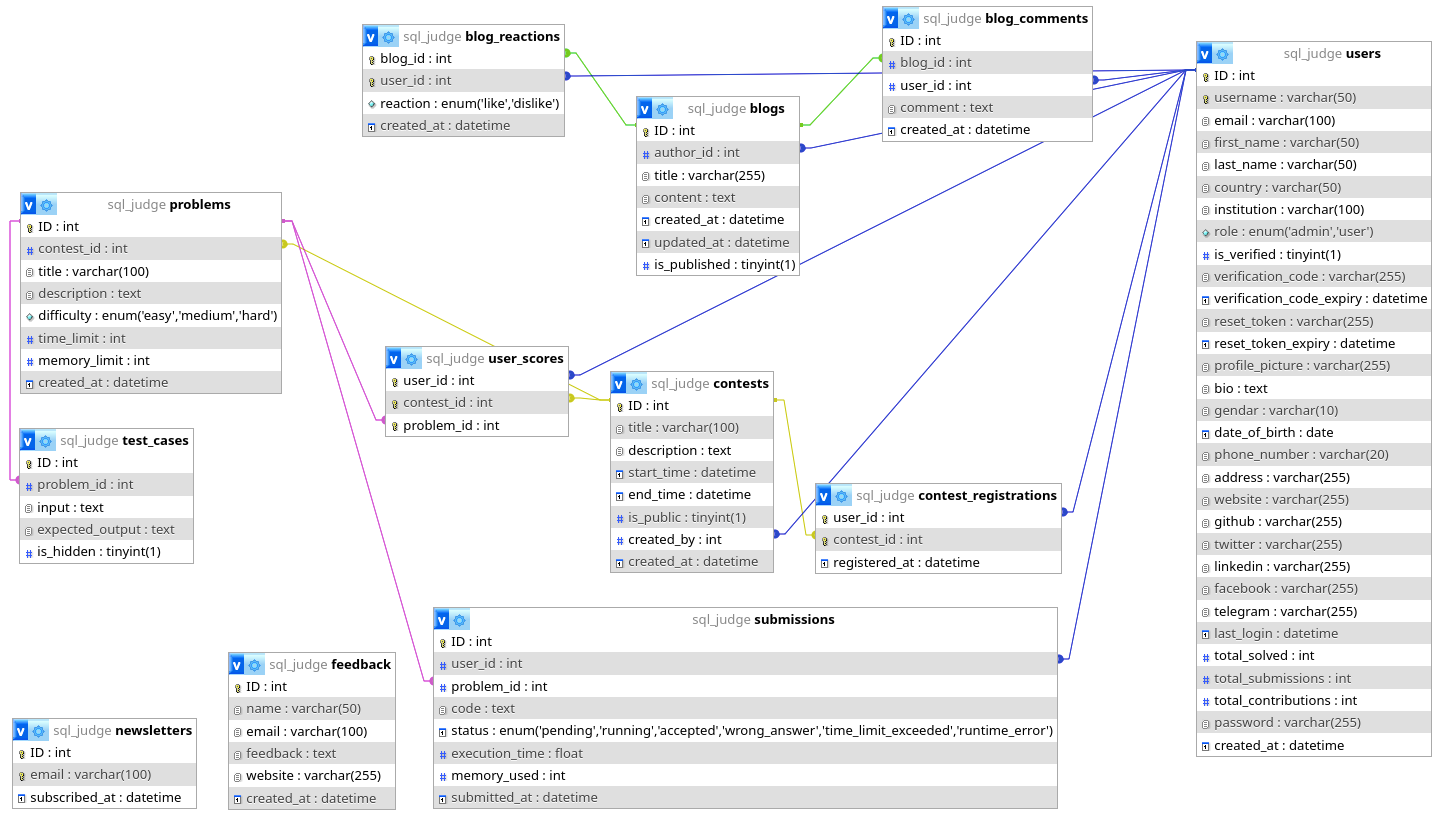 sql_judge blog_reactions
blog_id : int
user_id : int
reaction : enum('like','dislike')
created_at : datetime
sql_judge blog_comments
ID : int
blog_id : int
user_id : int
comment : text
created_at : datetime
sql_judge users
ID : int
username : varchar(50)
email : varchar(100)
first_name : varchar(50)
last_name : varchar(50)
country : varchar(50)
institution : varchar(100)
role : enum('admin','user')
is_verified : tinyint(1)
verification_code : varchar(255)
verification_code_expiry : datetime
reset_token : varchar(255)
reset_token_expiry : datetime
profile_picture : varchar(255)
bio : text
gendar : varchar(10)
date_of_birth : date
phone_number : varchar(20)
address : varchar(255)
website : varchar(255)
github : varchar(255)
twitter : varchar(255)
linkedin : varchar(255)
facebook : varchar(255)
telegram : varchar(255)
last_login : datetime
total_solved : int
total_submissions : int
total_contributions : int
password : varchar(255)
created_at : datetime
sql_judge blogs
ID : int
author_id : int
title : varchar(255)
content : text
created_at : datetime
updated_at : datetime
is_published : tinyint(1)
sql_judge problems
ID : int
contest_id : int
title : varchar(100)
description : text
difficulty : enum('easy','medium','hard')
time_limit : int
memory_limit : int
created_at : datetime
sql_judge user_scores
user_id : int
contest_id : int
problem_id : int
sql_judge contests
ID : int
title : varchar(100)
description : text
start_time : datetime
end_time : datetime
is_public : tinyint(1)
created_by : int
created_at : datetime
sql_judge test_cases
ID : int
problem_id : int
input : text
expected_output : text
is_hidden : tinyint(1)
sql_judge contest_registrations
user_id : int
contest_id : int
registered_at : datetime
sql_judge submissions
ID : int
user_id : int
problem_id : int
code : text
status : enum('pending','running','accepted','wrong_answer','time_limit_exceeded','runtime_error')
execution_time : float
memory_used : int
submitted_at : datetime
sql_judge feedback
ID : int
name : varchar(50)
email : varchar(100)
feedback : text
website : varchar(255)
created_at : datetime
sql_judge newsletters
ID : int
email : varchar(100)
subscribed_at : datetime